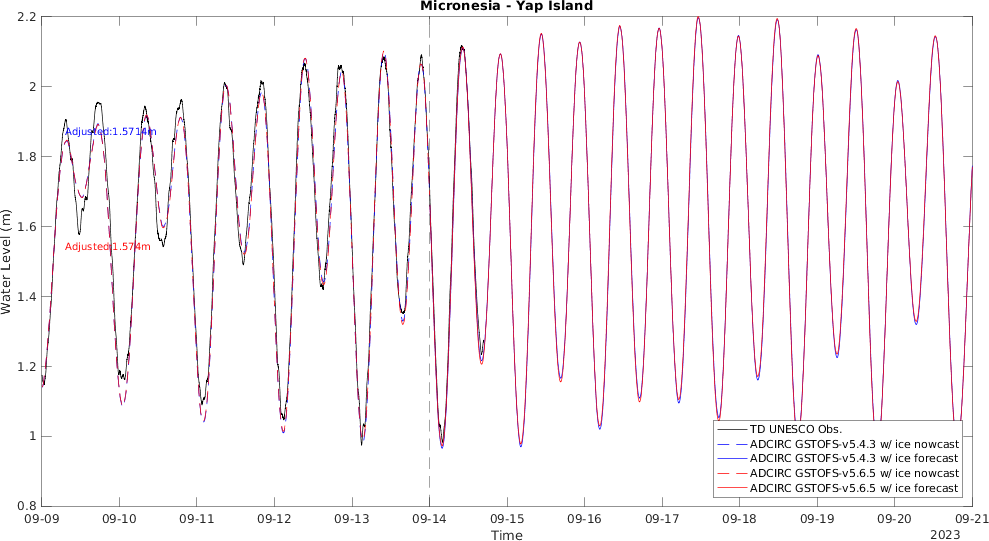 Micronesia - Yap Island
Water Level (m)
2.2
2
1.8
1.6
1.4
1.2
1
0.8
Adjusted:1.5714m
Adjusted:1.574m
TD UNESCO Obs.
ADCIRC GSTOFS-v5.4.3 w/ ice nowcast
ADCIRC GSTOFS-v5.4.3 w/ ice forecast
ADCIRC GSTOFS-v5.6.5 w/ ice nowcast
ADCIRC GSTOFS-v5.6.5 w/ ice forecast
09-09 09-10 09-11 09-12 09-13 09-14 09-15 09-16 09-17 09-18 09-19 09-20 09-21
Time
2023